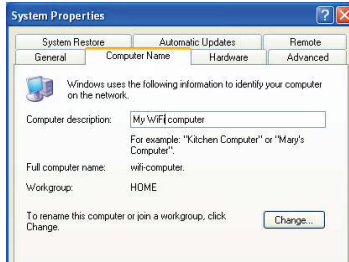 System Properties
System Restore Automatic Updates Remote
General Computer Name Hardware Advanced
Windows uses the following information to identify your computer
on the network.
Computer description: My WiFi computer
For example: "Kitchen Computer" or "Mary's
Computer".
Full computer name: wifi-computer.
Workgroup: HOME
To rename this computer or join a workgroup, click
Change.
Change...